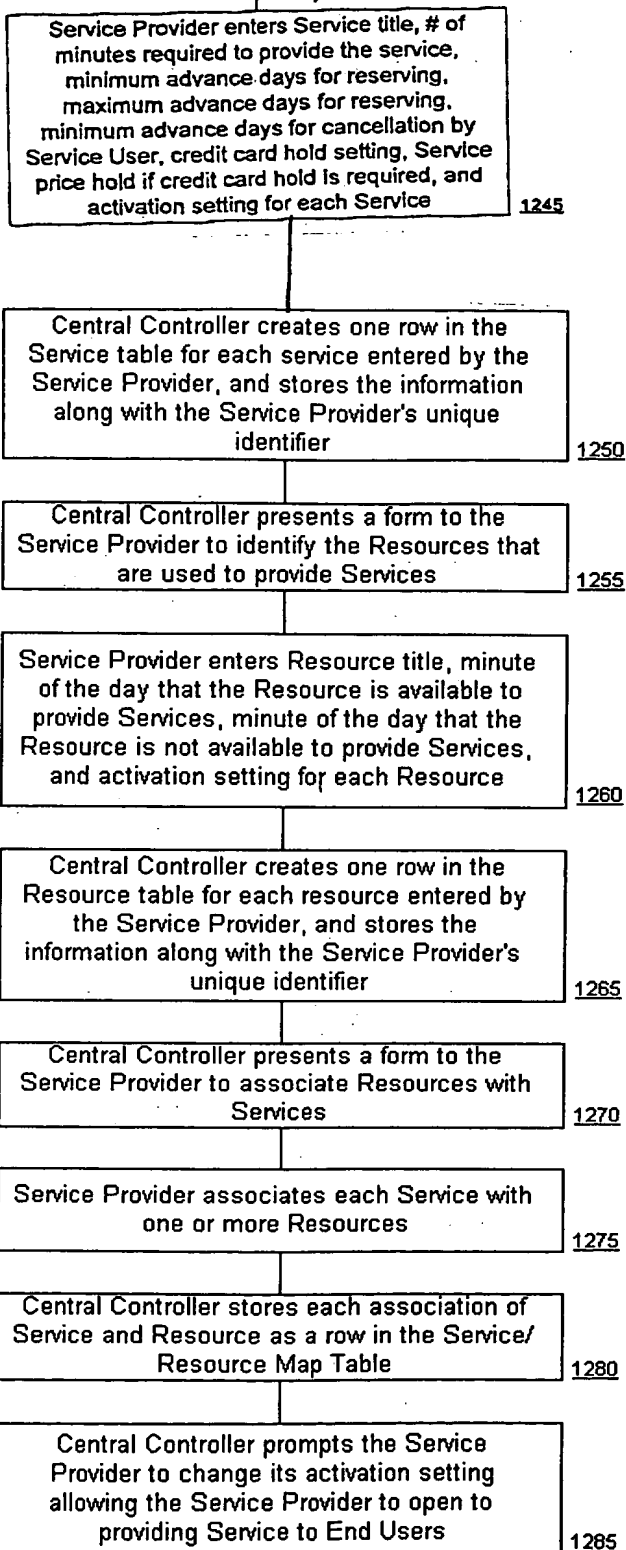 Service Provider enters Service title, # of
minutes required to provide the service,
minimum advance days for reserving,
maximum advance days for reserving,
minimum advance days for cancellation by
Service User, credit card hold setting, Service
price hold if credit card hold is required, and
activation setting for each Service
1245
Central Controller creates one row in the
Service table for each service entered by the
Service Provider, and stores the information
along with the Service Provider's unique
identifier
1250
Central Controller presents a form to the
Service Provider to identify the Resources that
are used to provide Services
1255
Service Provider enters Resource title, minute
of the day that the Resource is available to
provide Services, minute of the day that the
Resource is not available to provide Services,
and activation setting for each Resource
1260
Central Controller creates one row in the
Resource table for each resource entered by
the Service Provider, and stores the
information along with the Service Provider's
unique identifier
1265
Central Controller presents a form to the
Service Provider to associate Resources with
Services
1270
Service Provider associates each Service with
one or more Resources
1275
Central Controller stores each association of
Service and Resource as a row in the Service/
Resource Map Table
1280
Central Controller prompts the Service
Provider to change its activation setting
allowing the Service Provider to open to
providing Service to End Users
1285